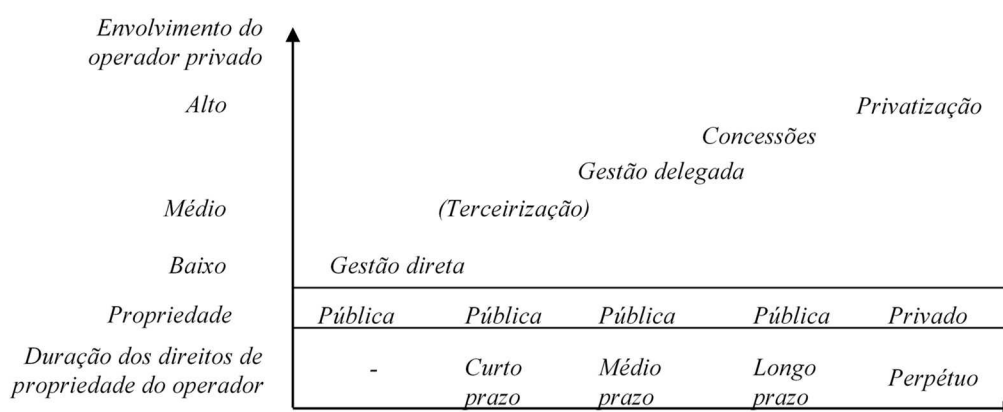 Envolvimento do
operador privado
Alto
Privatização
Concessões
Gestão delegada
Médio
(Terceirização)
Baixo
Gestão direta
Propriedade
Pública
Pública
Pública
Pública
Privado
Duração dos direitos de
propriedade do operador
-
Curto
prazo
Médio
prazo
Longo
prazo
Perpétuo